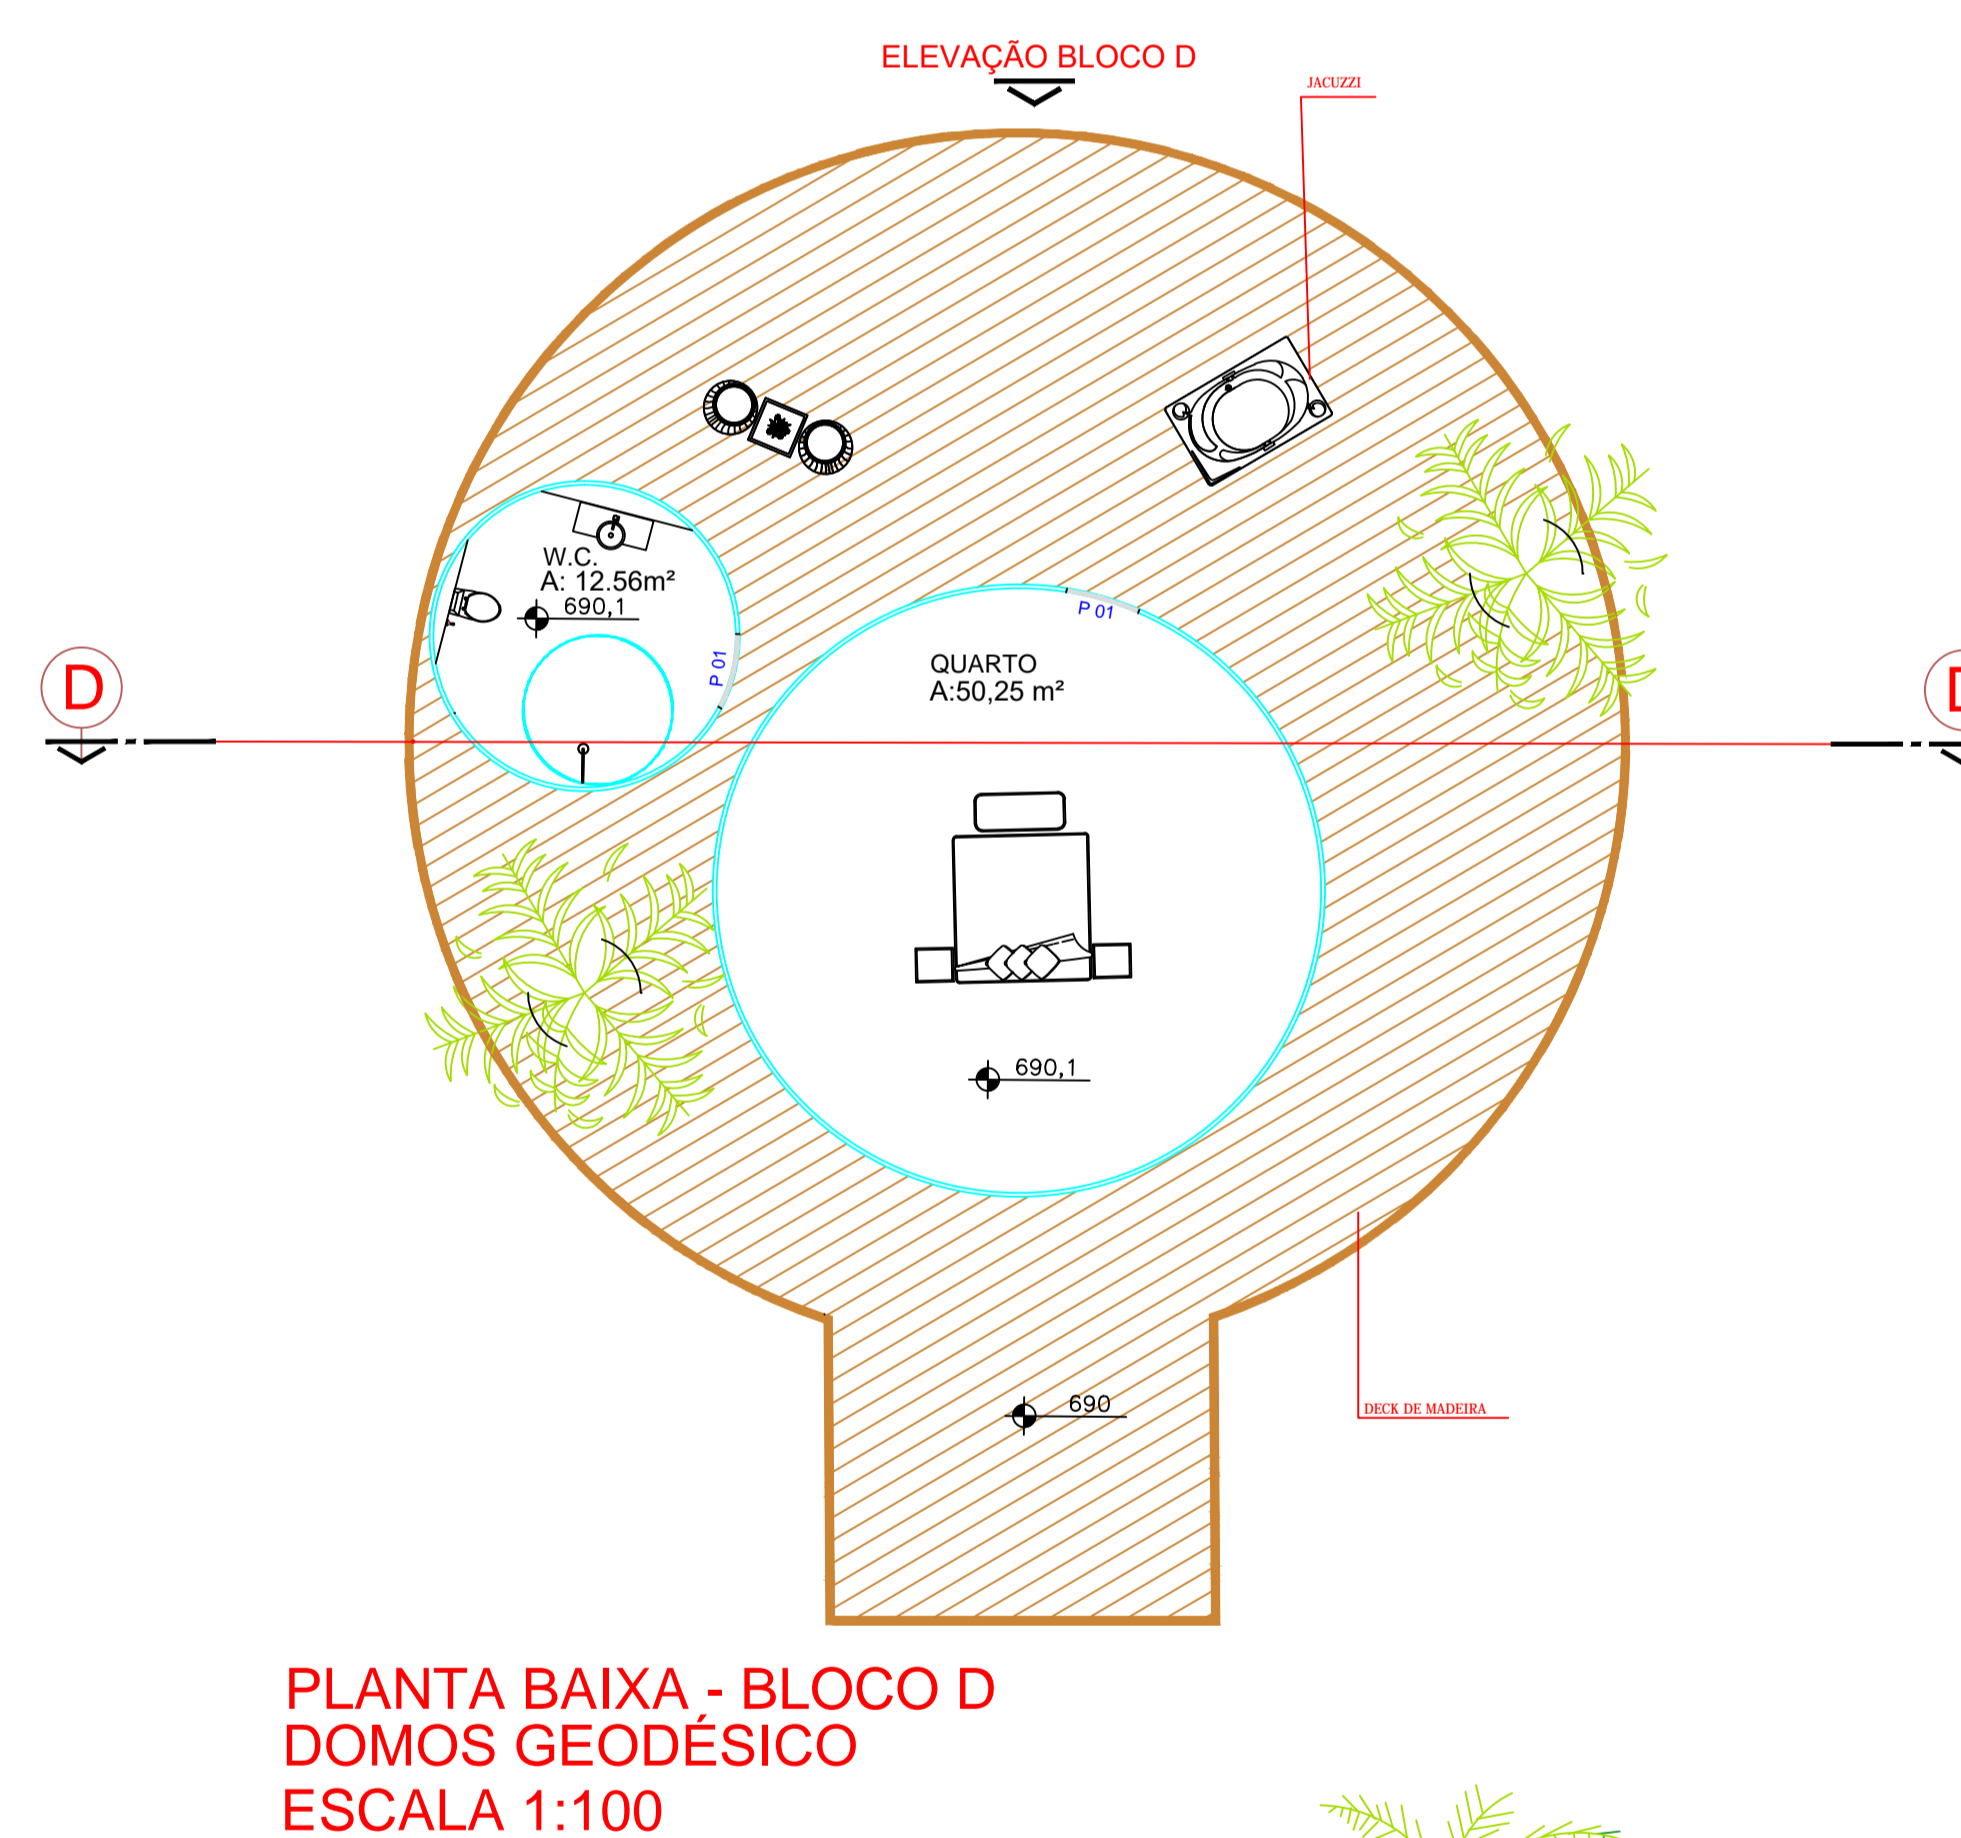 ELEVAÇÃO BLOCO D
JACUZZI
W.C.
A: 12.56m²
690,1
P 01
P 01
QUARTO
A:50,25 m²
D
690,1
690
DECK DE MADEIRA
PLANTA BAIXA - BLOCO D
DOMOS GEODÉSICO
ESCALA 1:100